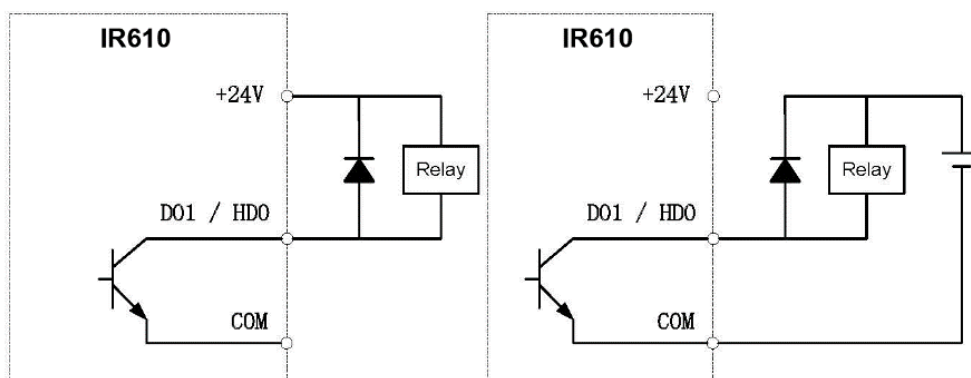 IR610
+24V
Relay
DO1 / HDO
COM
IR610
+24V
Relay
DO1 / HDO
COM